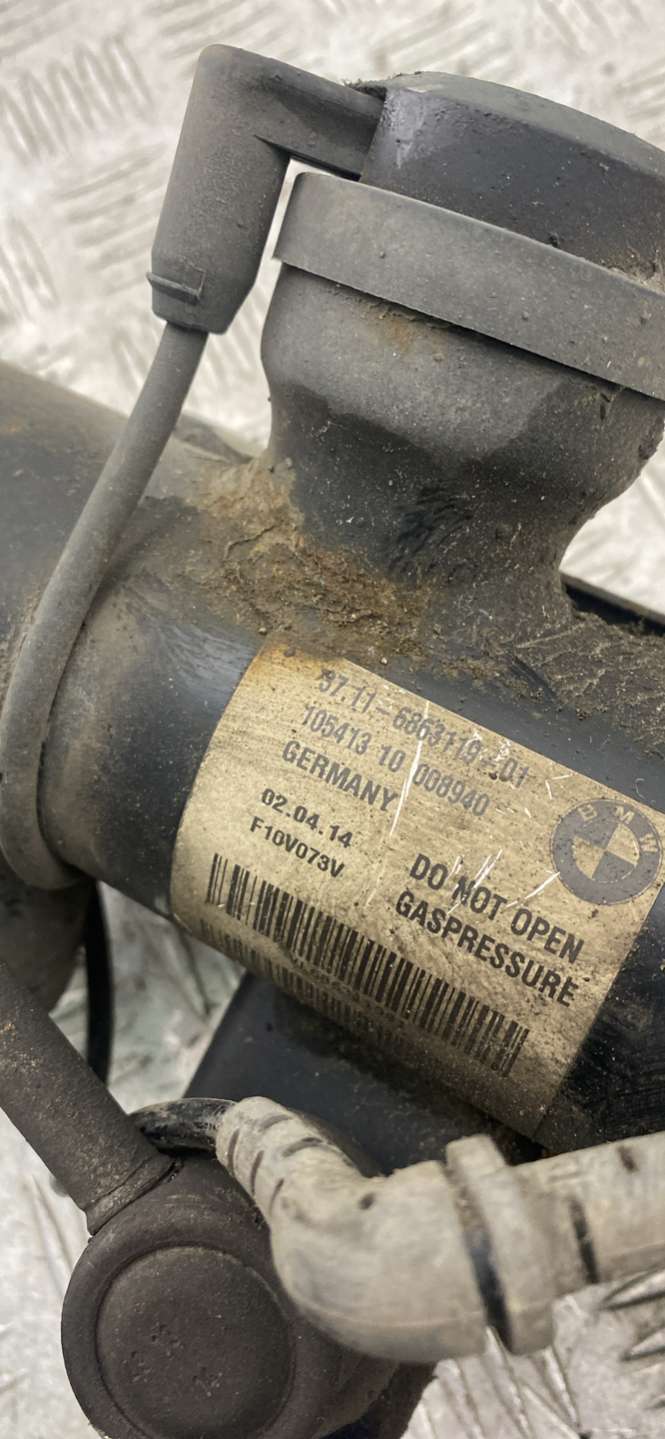 37.11-6863119-01
105413 10 008940
GERMANY
02.04.14
F10V073V
DO NOT OPEN
GASPRESSURE
BMW